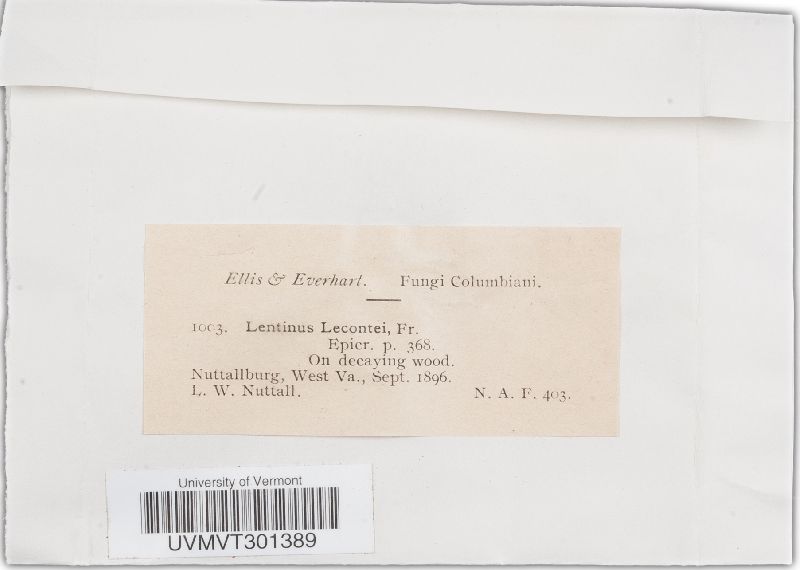 Ellis & Everhart. Fungi Columbiani.
1003. Lentinus Lecontei, Fr.
Epicr. p. 368.
On decaying wood.
Nuttallburg, West Va., Sept. 1896.
L. W. Nuttall. N. A. F. 403.
University of Vermont
UVMVT301389